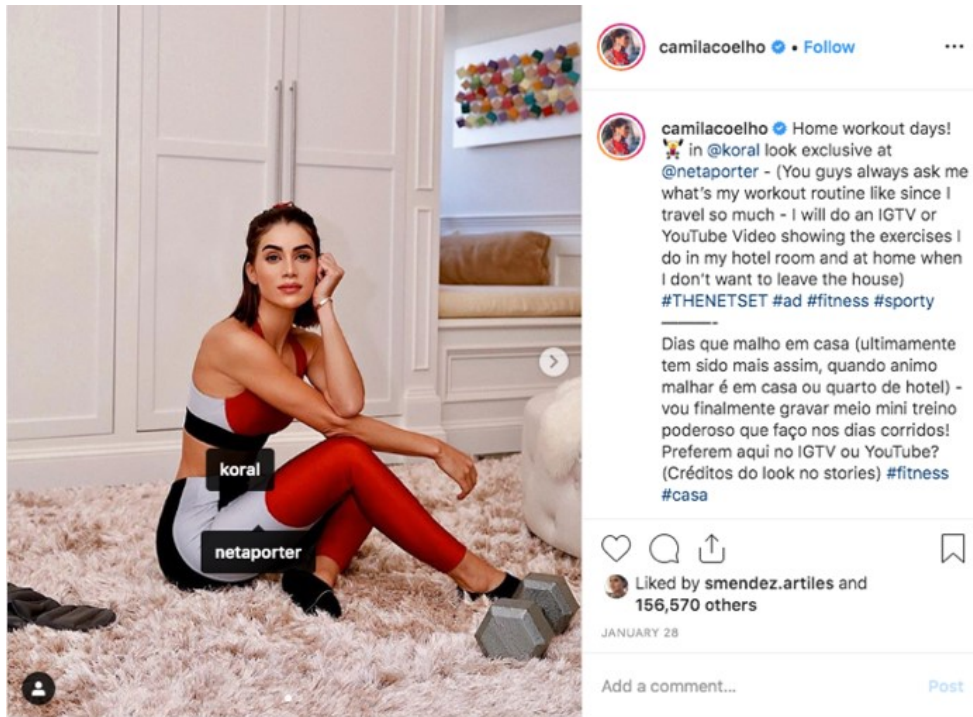 koral
netaporter
camilacoelho • Follow
camilacoelho Home workout days!
in @koral look exclusive at
@netaporter - (You guys always ask me
what's my workout routine like since I
travel so much - I will do an IGTV or
YouTube Video showing the exercises I
do in my hotel room and at home when
I don't want to leave the house)
#THENETSET #ad #fitness #sporty
———-
Dias que malho em casa (ultimamente
tem sido mais assim, quando animo
malhar é em casa ou quarto de hotel) -
vou finalmente gravar meio mini treino
poderoso que faço nos dias corridos!
Preferem aqui no IGTV ou YouTube?
(Créditos do look no stories) #fitness
#casa
Liked by smendez.artiles and
156,570 others
JANUARY 28
Add a comment...
Post